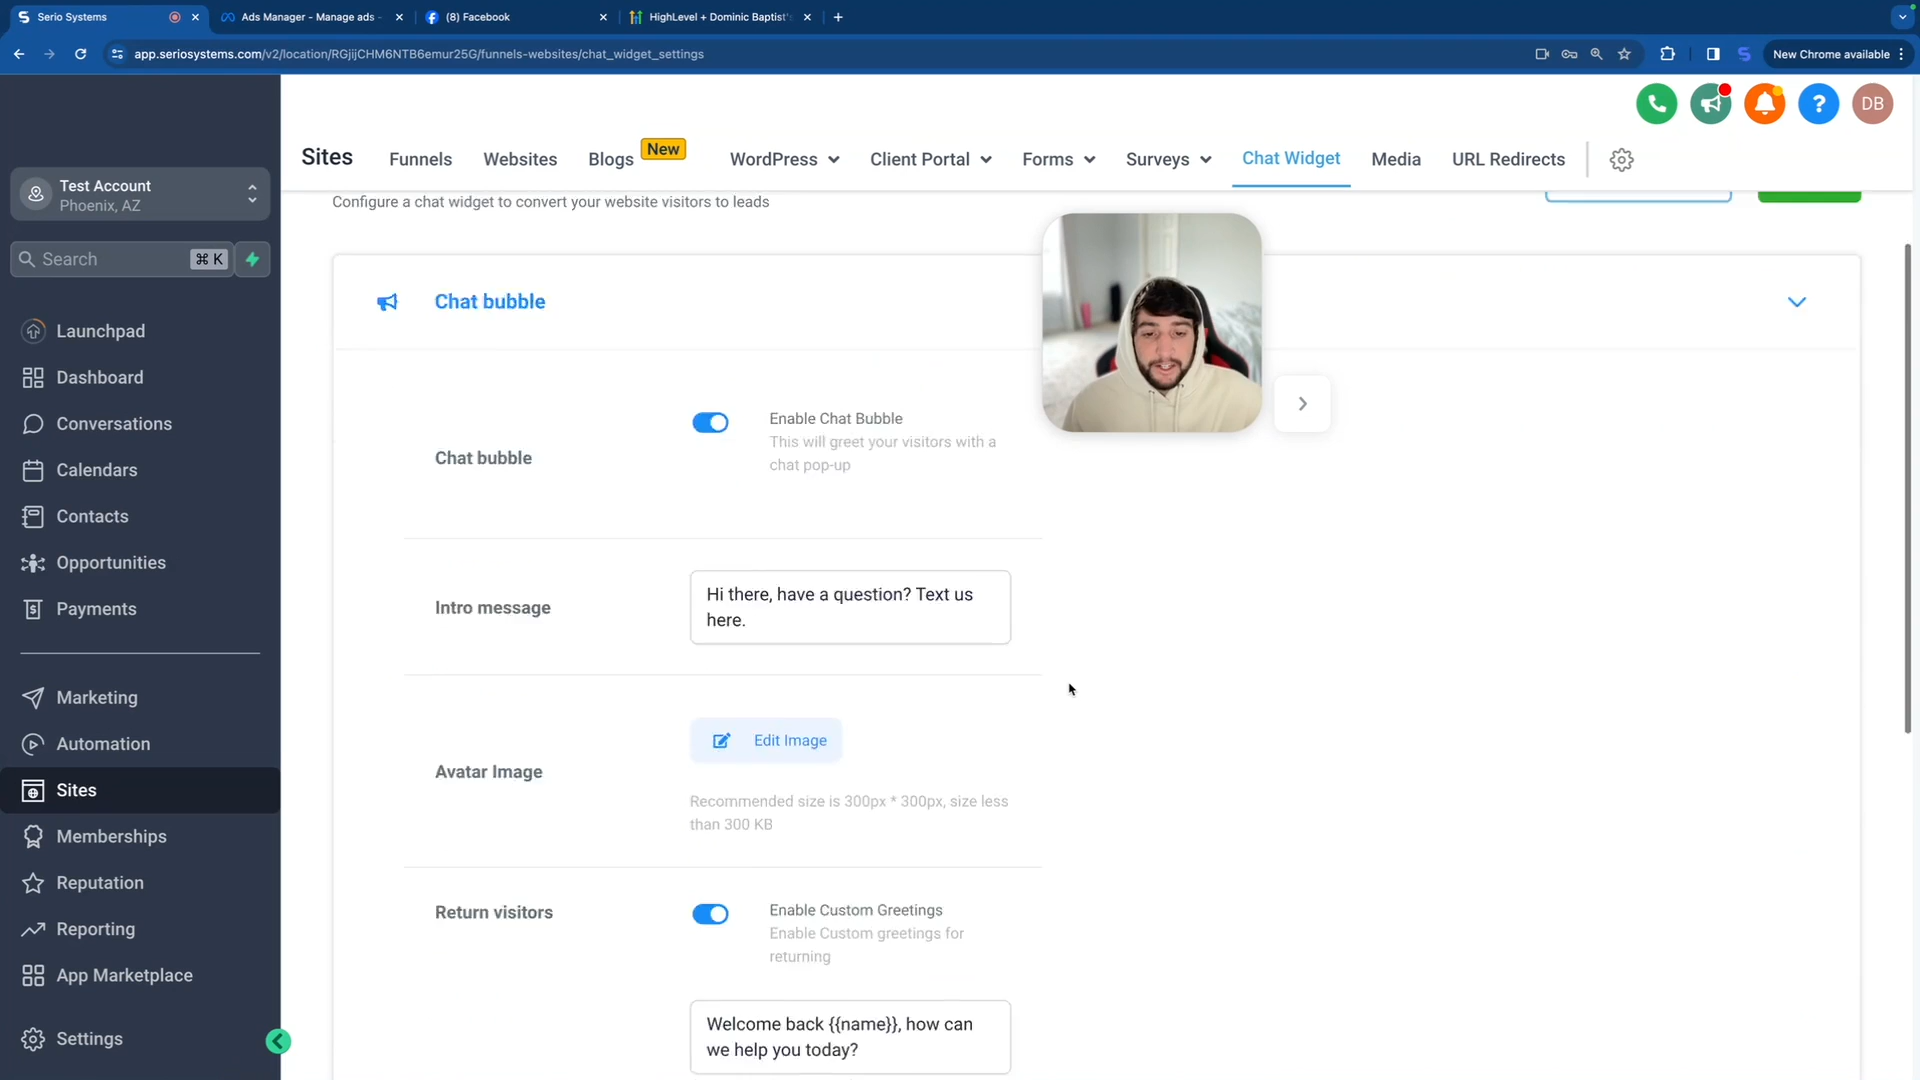 Serio Systems
Ads Manager - Manage ads -
(8) Facebook
HighLevel + Dominic Baptist'
app.seriosystems.com/v2/location/RGjijCHM6NTB6emur25G/funnels-websites/chat_widget_settings
New Chrome available
DB
Sites
Funnels
Websites
Blogs
New
WordPress
Client Portal
Forms
Surveys
Chat Widget
Media
URL Redirects
Test Account
Phoenix, AZ
Search
⌘ K
Launchpad
Dashboard
Conversations
Calendars
Contacts
Opportunities
Payments
Marketing
Automation
Sites
Memberships
Reputation
Reporting
App Marketplace
Settings
Configure a chat widget to convert your website visitors to leads
Chat bubble
Chat bubble
Enable Chat Bubble
This will greet your visitors with a
chat pop-up
Intro message
Hi there, have a question? Text us
here.
Avatar Image
Edit Image
Recommended size is 300px * 300px, size less
than 300 KB
Return visitors
Enable Custom Greetings
Enable Custom greetings for
returning
Welcome back {{name}}, how can
we help you today?